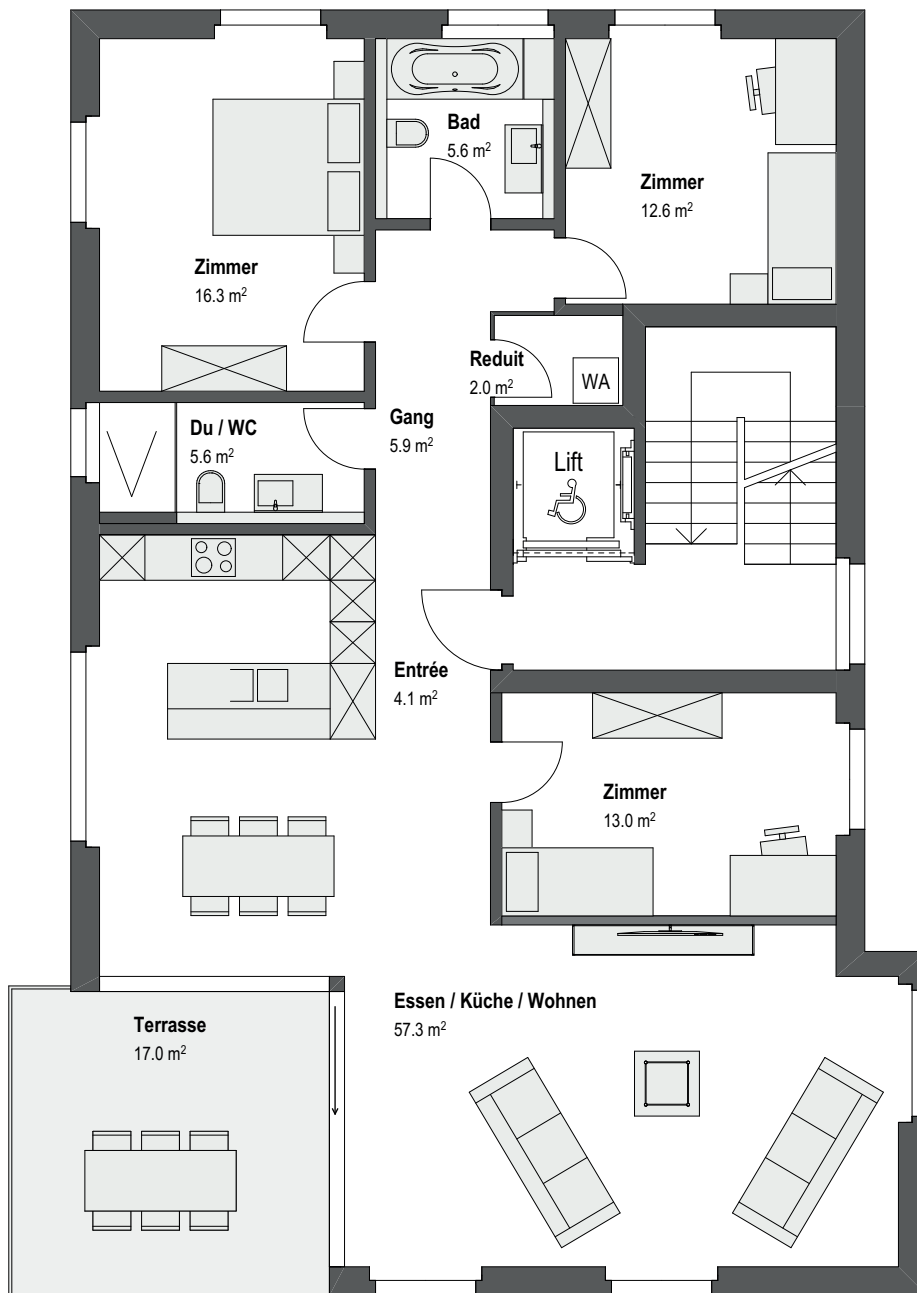 Bad
5.6 m²
Zimmer
12.6 m²
Zimmer
16.3 m²
Reduit
2.0 m²
WA
Du / WC
5.6 m²
Gang
5.9 m²
Lift
Entrée
4.1 m²
Zimmer
13.0 m²
Essen / Küche / Wohnen
57.3 m²
Terrasse
17.0 m²